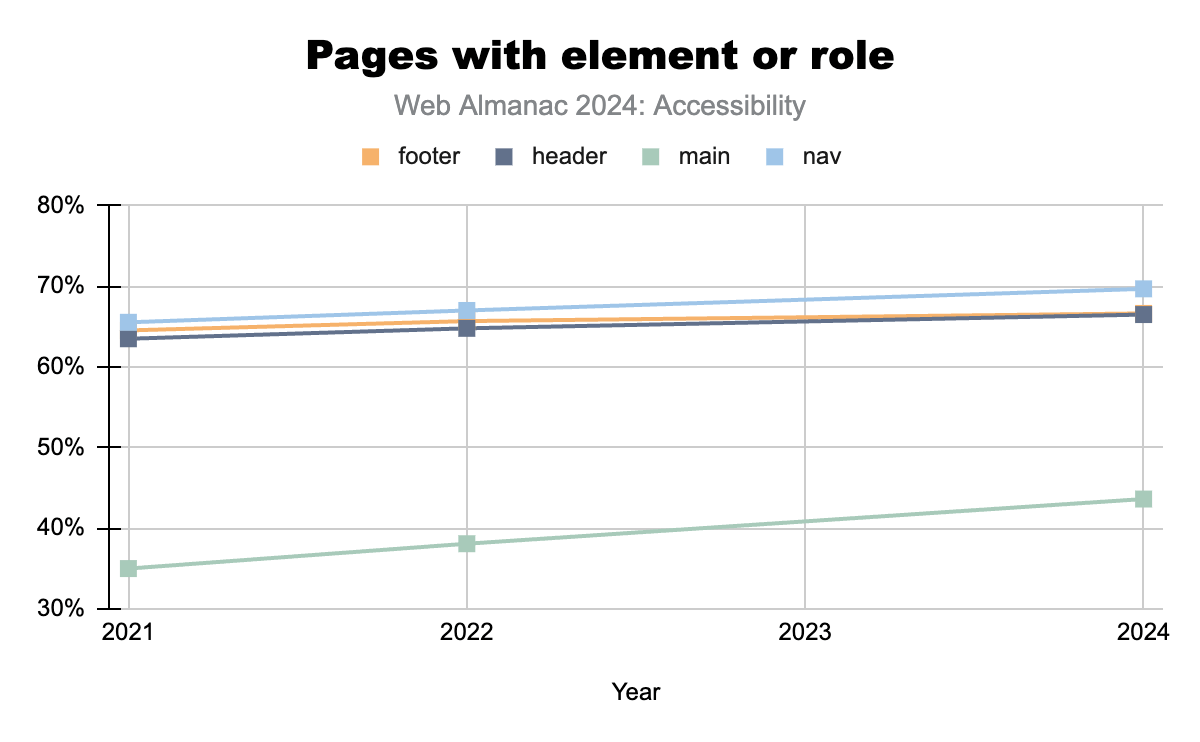 Pages with element or role
Web Almanac 2024: Accessibility
footer header main nav
80%
70%
60%
50%
40%
30%
2021 2022 2023 2024
Year